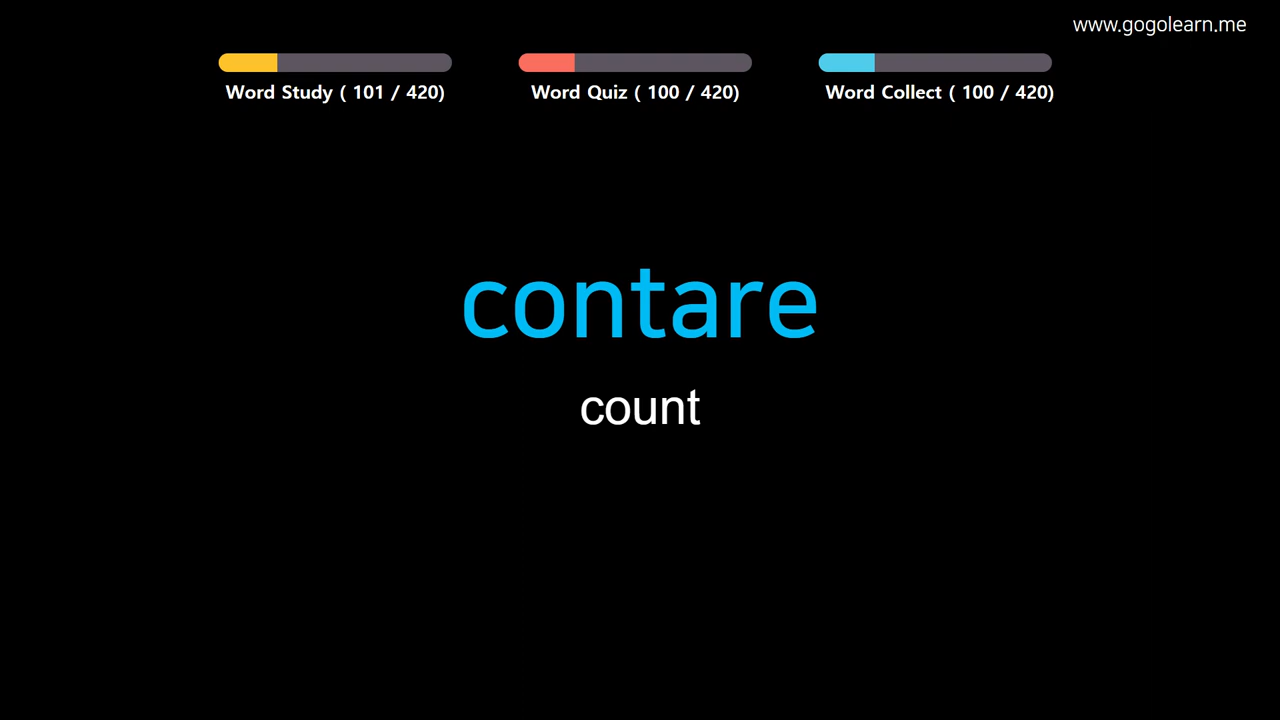 www.gogolearn.me
Word Study ( 101 / 420)
Word Quiz ( 100 / 420)
Word Collect ( 100 / 420)
contare
count